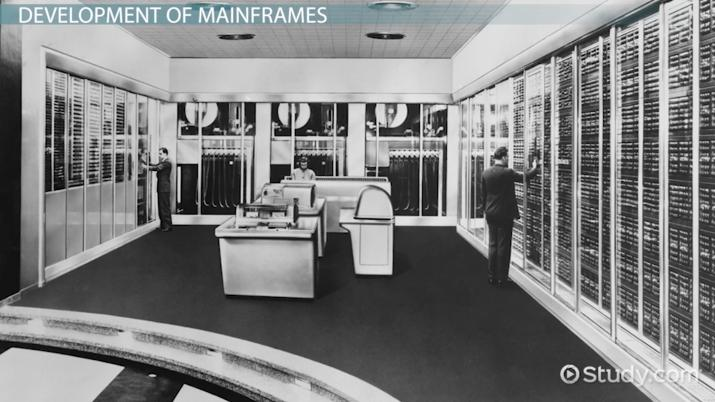 DEVELOPMENT OF MAINFRAMES
Study.com